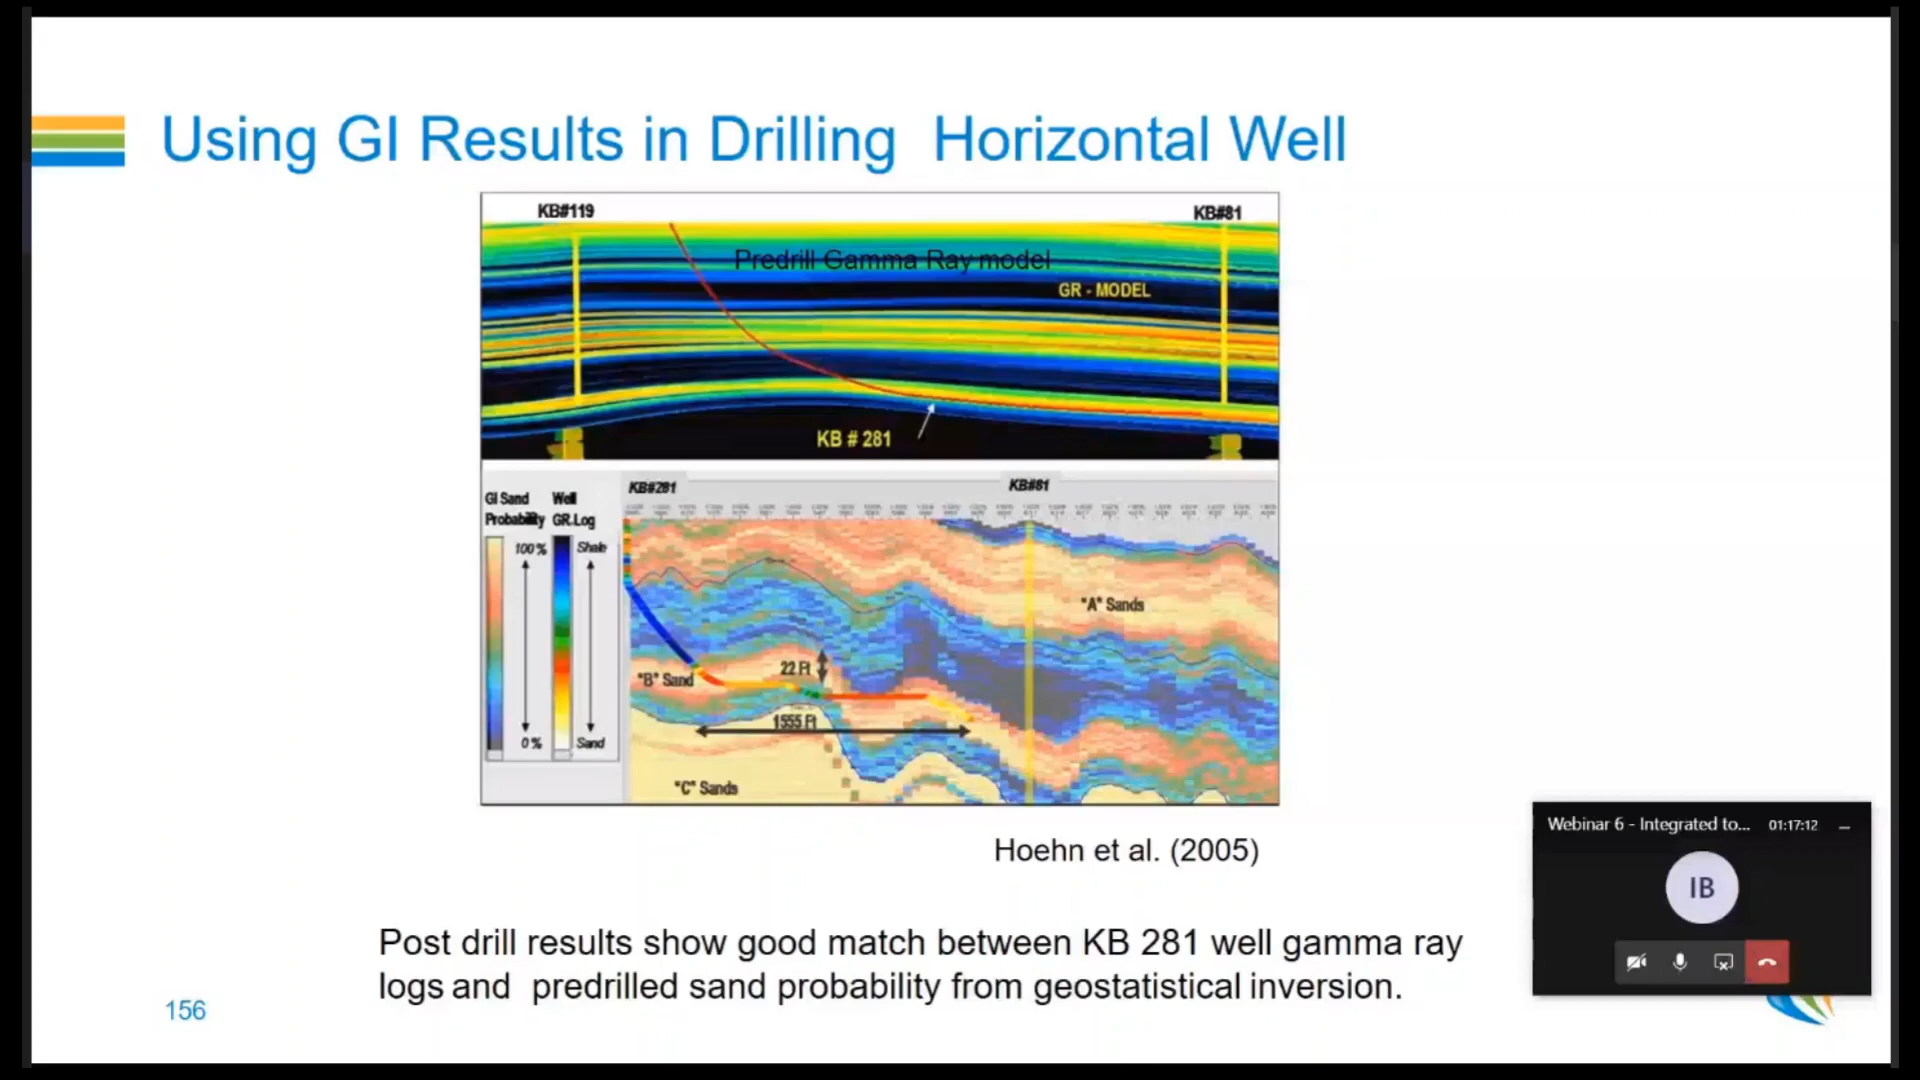 Using GI Results in Drilling  Horizontal Well
KB#119
KB#81
Predrill Gamma Ray model
GR - MODEL
KB # 281
KB#281
KB#81
GI Sand
Probability
Well
GR.Log
100%
Shale
0%
Sand
"A" Sands
22 Ft
"B" Sand
1555 Ft
"C" Sands
Hoehn et al. (2005)
Post drill results show good match between KB 281 well gamma ray
logs and  predrilled sand probability from geostatistical inversion.
156
Webinar 6 - Integrated to...
01:17:12
IB